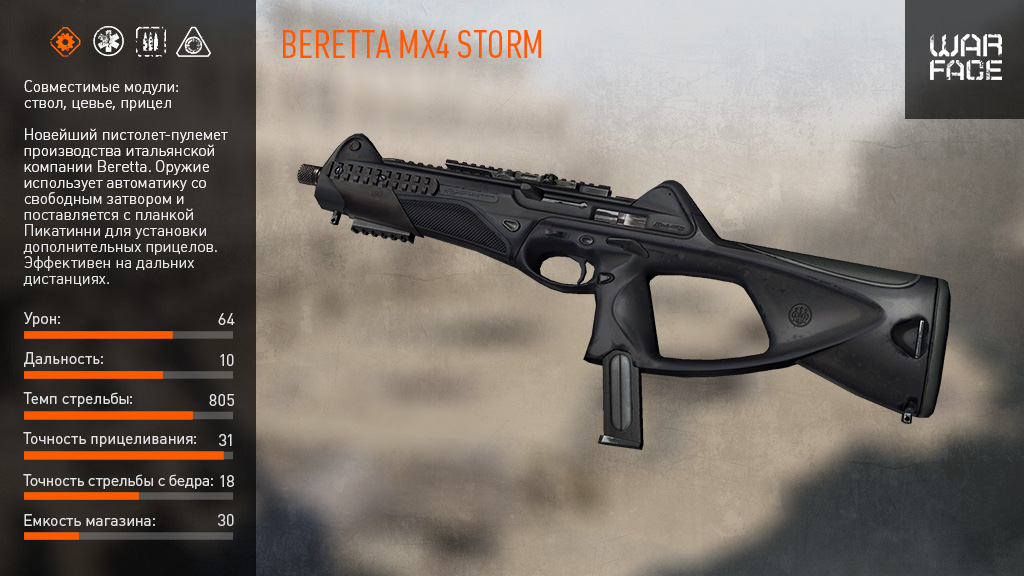 BERETTA MX4 STORM
WAR
FACE
Совместимые модули:
ствол, цевье, прицел
Новейший пистолет-пулемет
производства итальянской
компании Beretta. Оружие
использует автоматику со
свободным затвором и
поставляется с планкой
Пикатинни для установки
дополнительных прицелов.
Эффективен на дальних
дистанциях.
Урон: 64
Дальность: 10
Темп стрельбы: 805
Точность прицеливания: 31
Точность стрельбы с бедра: 18
Емкость магазина: 30